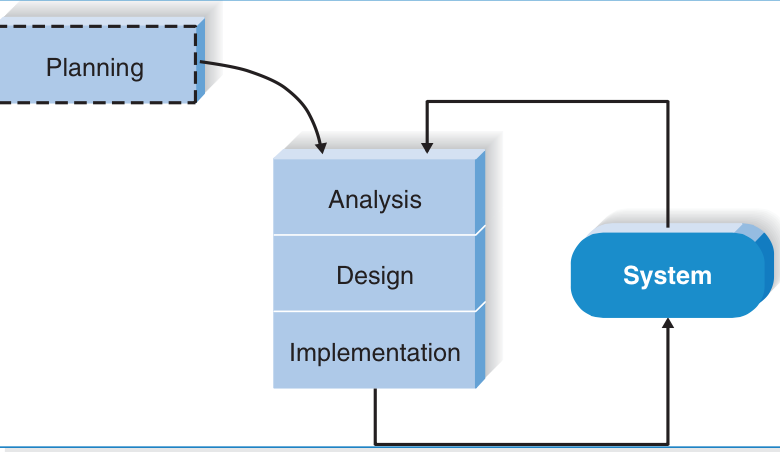 Planning
Analysis
Design
System
Implementation